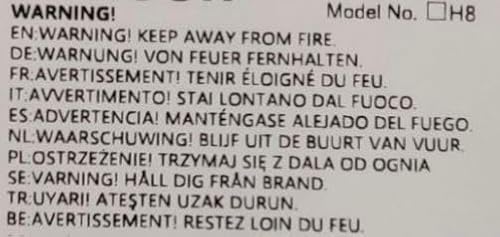 WARNING! Model No. ☐H8
EN:WARNING! KEEP AWAY FROM FIRE.
DE:WARNUNG! VON FEUER FERNHALTEN.
FR:AVERTISSEMENT! TENIR ÉLOIGNÉ DU FEU.
IT:AVVERTIMENTO! STAI LONTANO DAL FUOCO.
ES:ADVERTENCIA! MANTÉNGASE ALEJADO DEL FUEGO.
NL:WAARSCHUWING! BLIJF UIT DE BUURT VAN VUUR.
PL:OSTRZEŻENIE! TRZYMAJ SIĘ Z DALA OD OGNIA
SE:VARNING! HÅLL DIG FRÅN BRAND.
TR:UYARI! ATEŞTEN UZAK DURUN.
BE:AVERTISSEMENT! RESTEZ LOIN DU FEU.